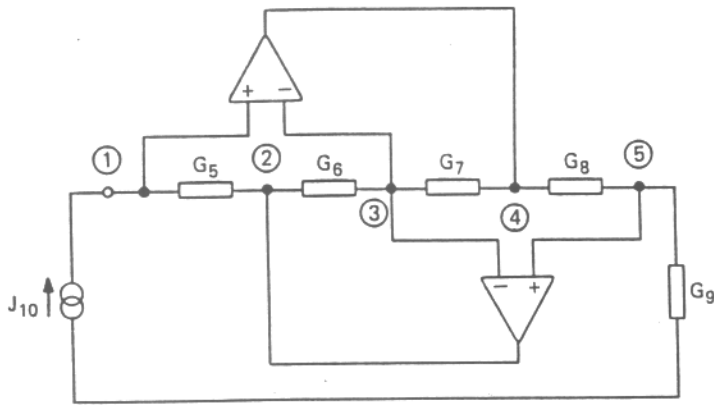 + −
① ② ⑤
G₅ G₆ G₇ G₈
③ ④
− +
J₁₀ G₉